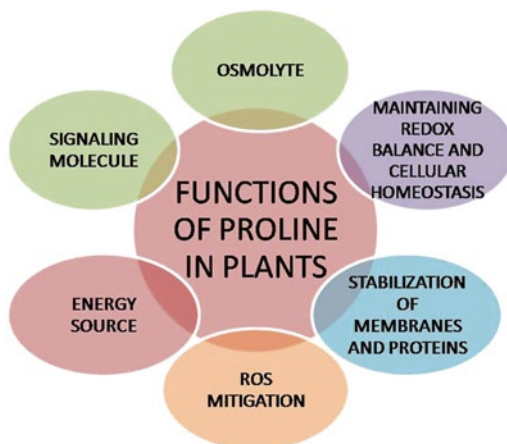 OSMOLYTE
MAINTAINING
REDOX
BALANCE AND
CELLULAR
HOMEOSTASIS
STABILIZATION
OF
MEMBRANES
AND PROTEINS
ROS
MITIGATION
ENERGY
SOURCE
SIGNALING
MOLECULE
FUNCTIONS
OF PROLINE
IN PLANTS